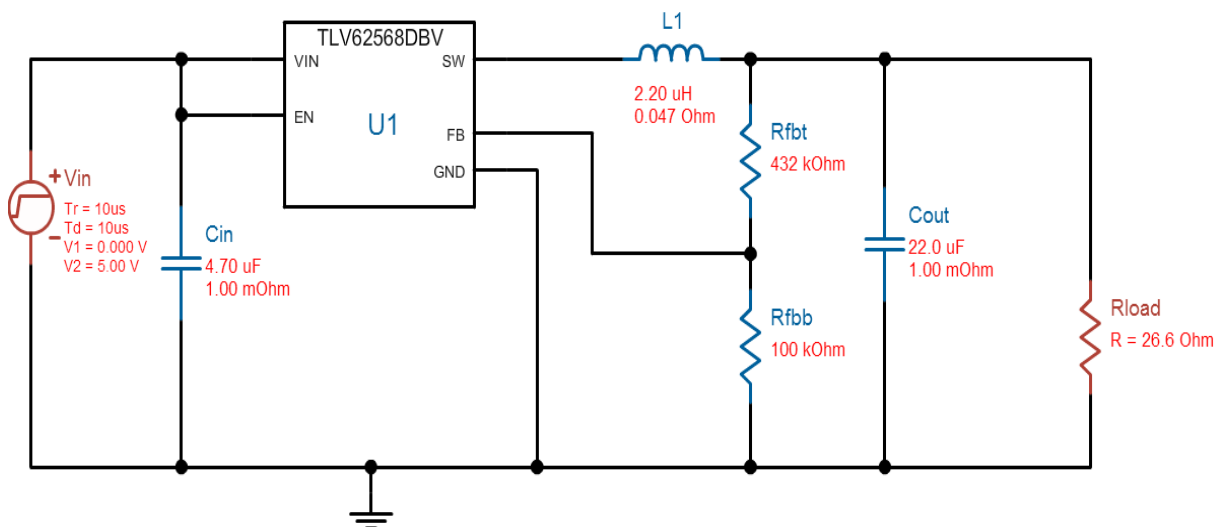 TLV62568DBV
VIN
SW
EN
U1
FB
GND
L1
2.20 uH
0.047 Ohm
Rfbt
432 kOhm
+
Vin
Tr = 10us
Td = 10us
V1 = 0.000 V
V2 = 5.00 V
−
Cin
4.70 uF
1.00 mOhm
Rfbb
100 kOhm
Cout
22.0 uF
1.00 mOhm
Rload
R = 26.6 Ohm